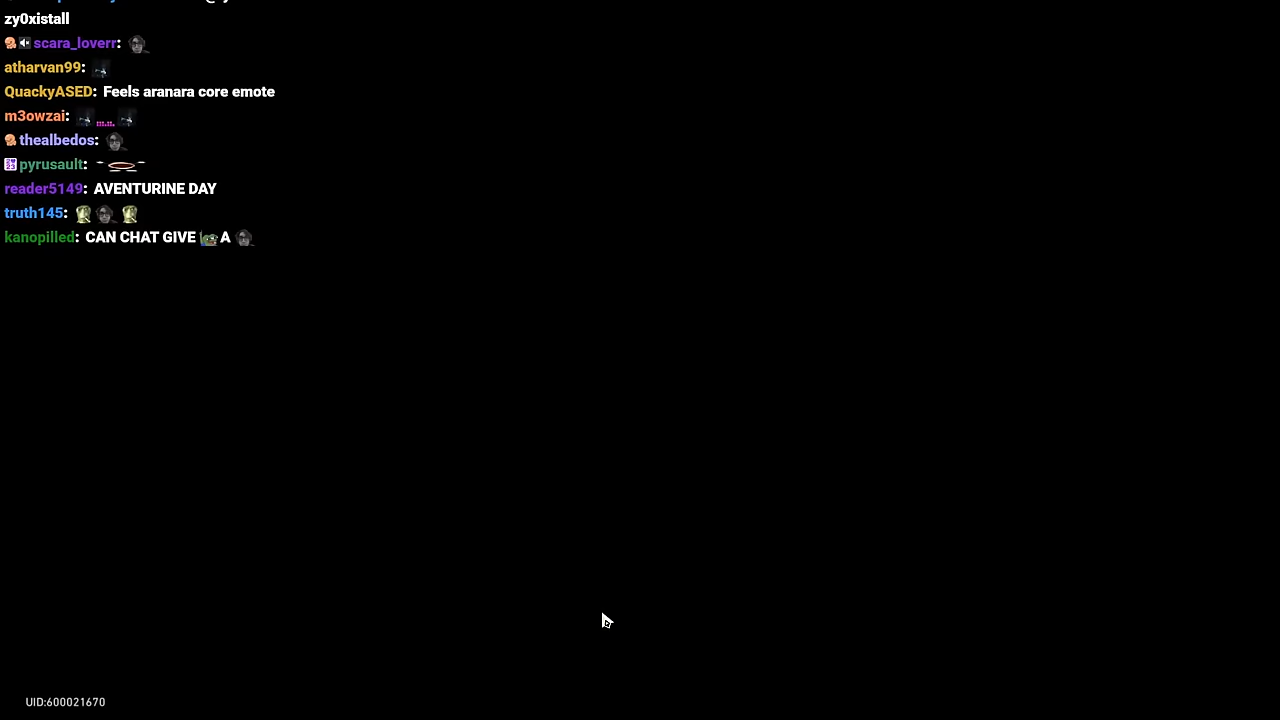 zy0xistall
scara_loverr:
atharvan99:
QuackyASED: Feels aranara core emote
m3owzai:
thealbedos:
pyrusault:
reader5149: AVENTURINE DAY
truth145:
kanopilled: CAN CHAT GIVE A
UID:600021670